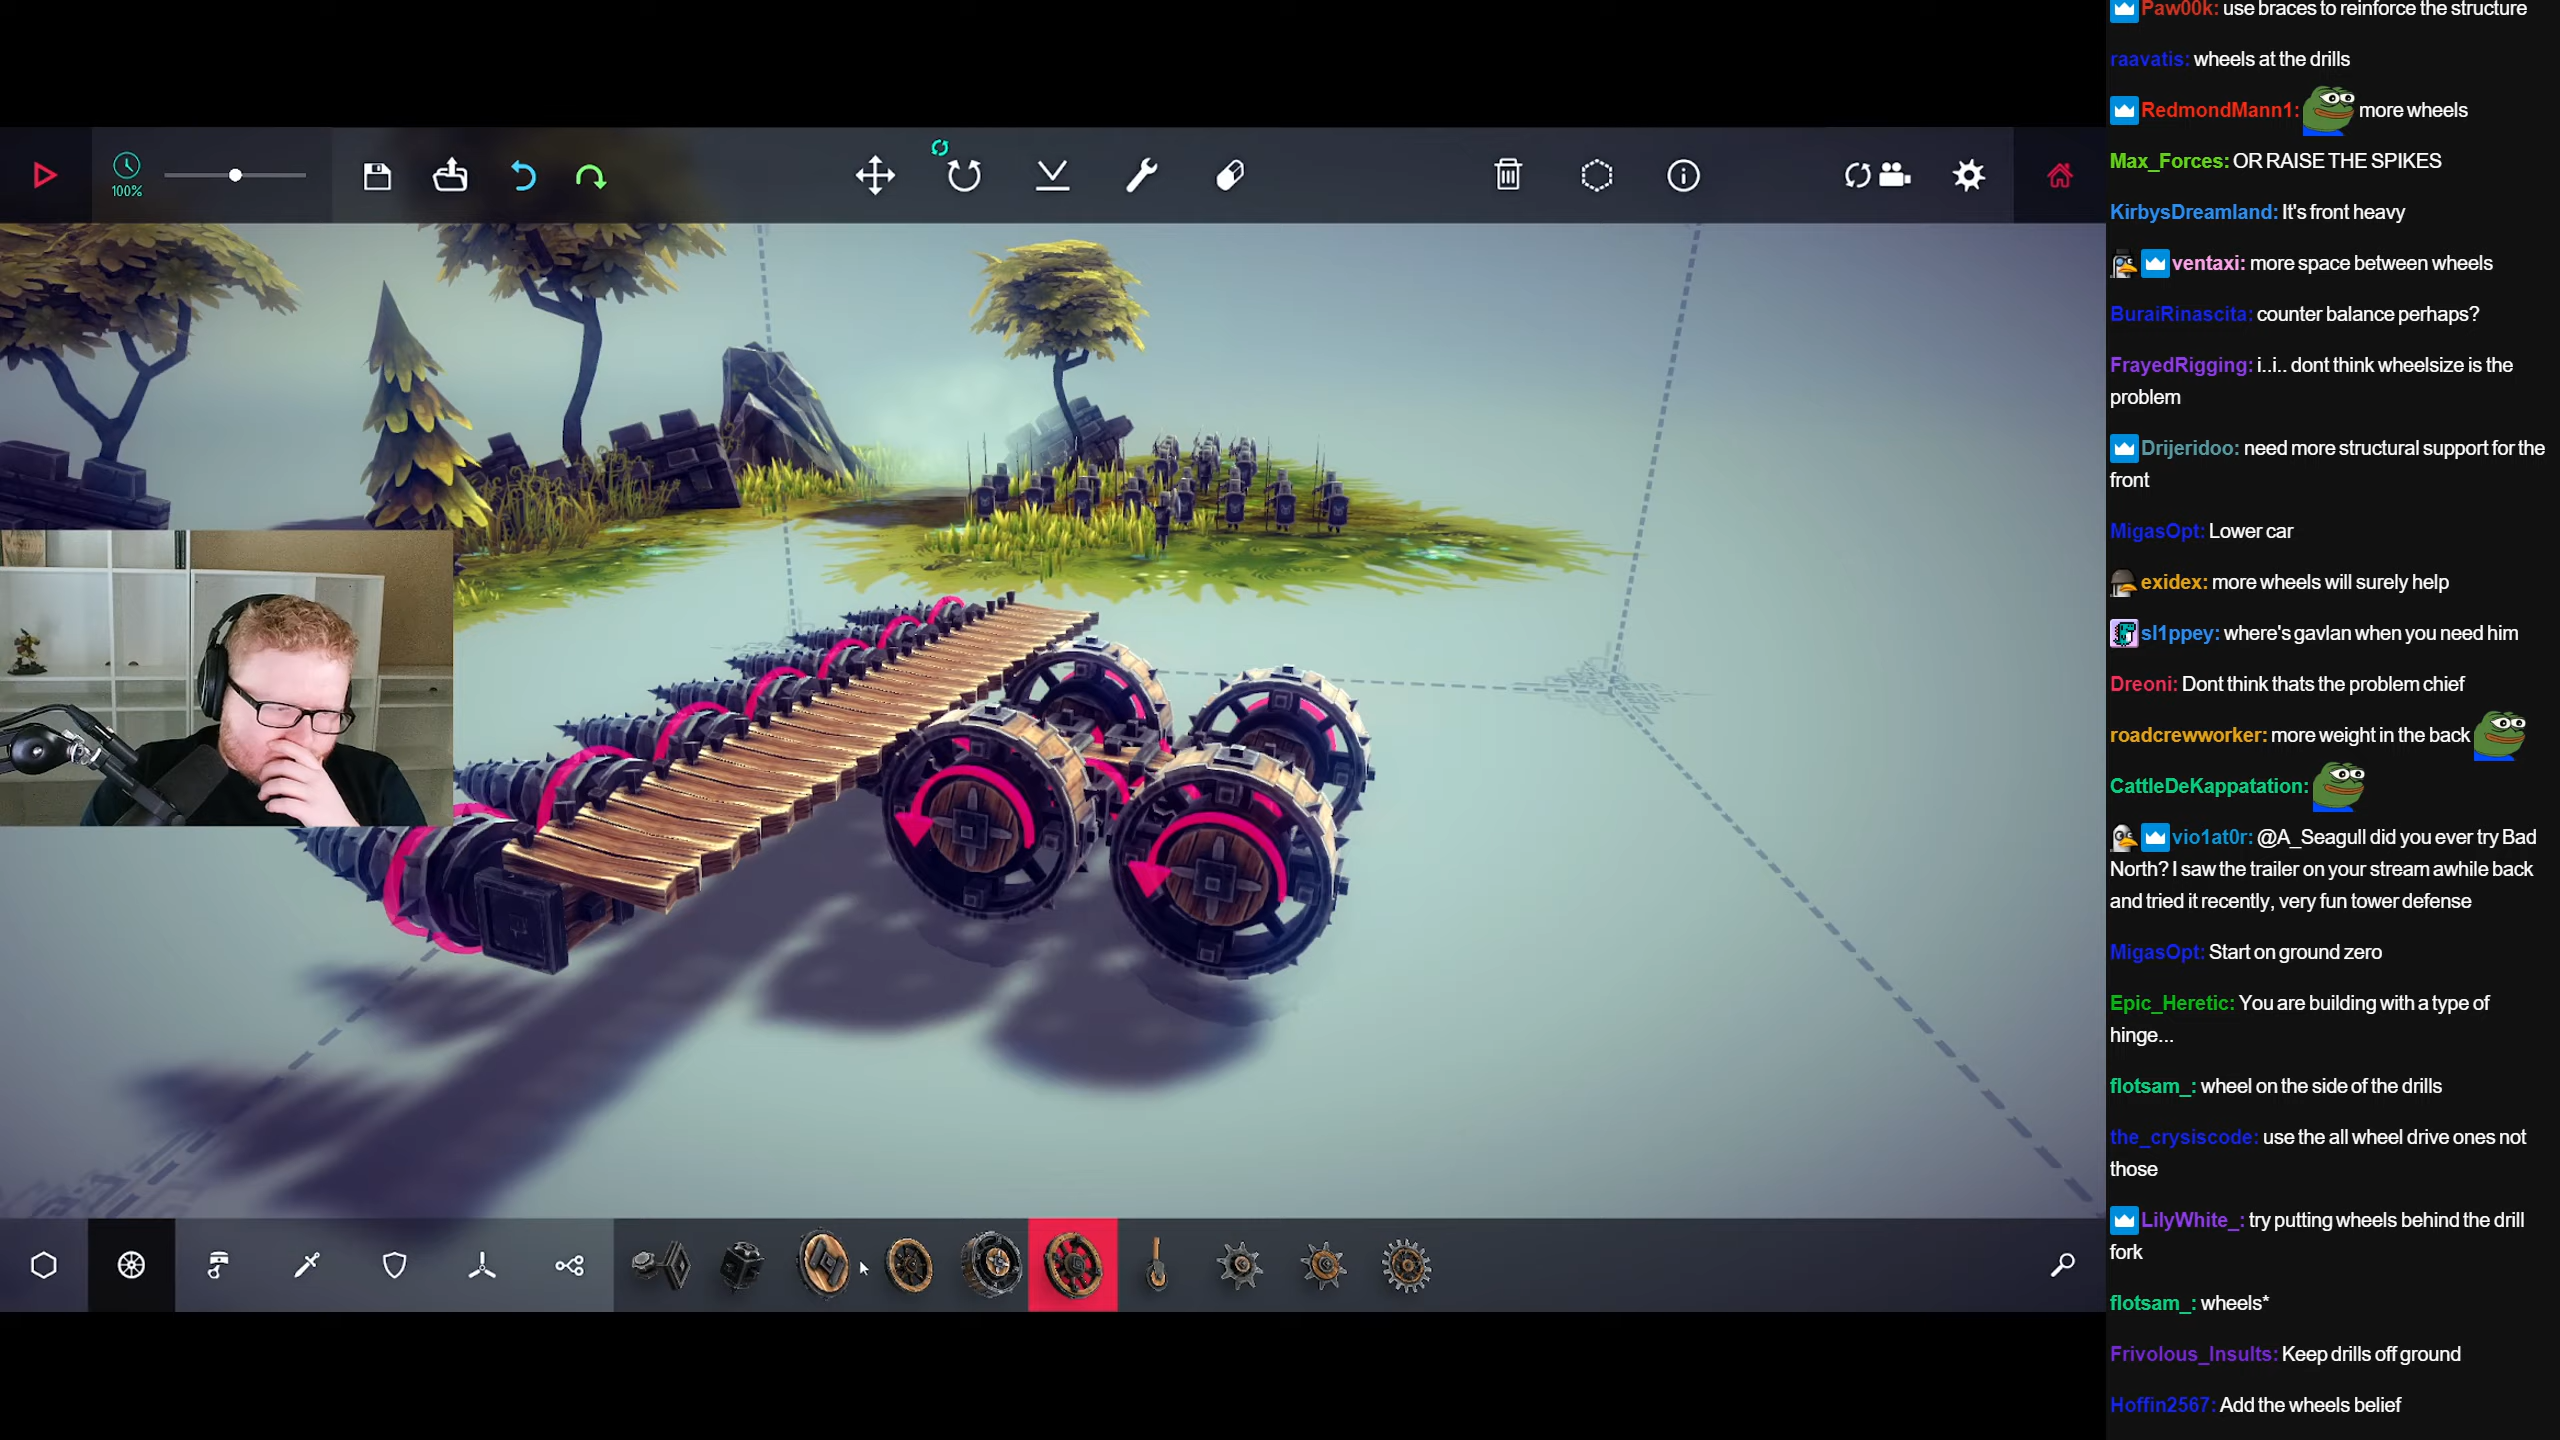 100%
Paw00k: use braces to reinforce the structure
raavatis: wheels at the drills
RedmondMann1: more wheels
Max_Forces: OR RAISE THE SPIKES
KirbysDreamland: It's front heavy
ventaxi: more space between wheels
BuraiRinascita: counter balance perhaps?
FrayedRigging: i..i.. dont think wheelsize is the
problem
Drijeridoo: need more structural support for the
front
MigasOpt: Lower car
exidex: more wheels will surely help
sl1ppey: where's gavlan when you need him
Dreoni: Dont think thats the problem chief
roadcrewworker: more weight in the back
CattleDeKappatation:
vio1at0r: @A_Seagull did you ever try Bad
North? I saw the trailer on your stream awhile back
and tried it recently, very fun tower defense
MigasOpt: Start on ground zero
Epic_Heretic: You are building with a type of
hinge...
flotsam_: wheel on the side of the drills
the_crysiscode: use the all wheel drive ones not
those
LilyWhite_: try putting wheels behind the drill
fork
flotsam_: wheels*
Frivolous_Insults: Keep drills off ground
Hoffin2567: Add the wheels belief